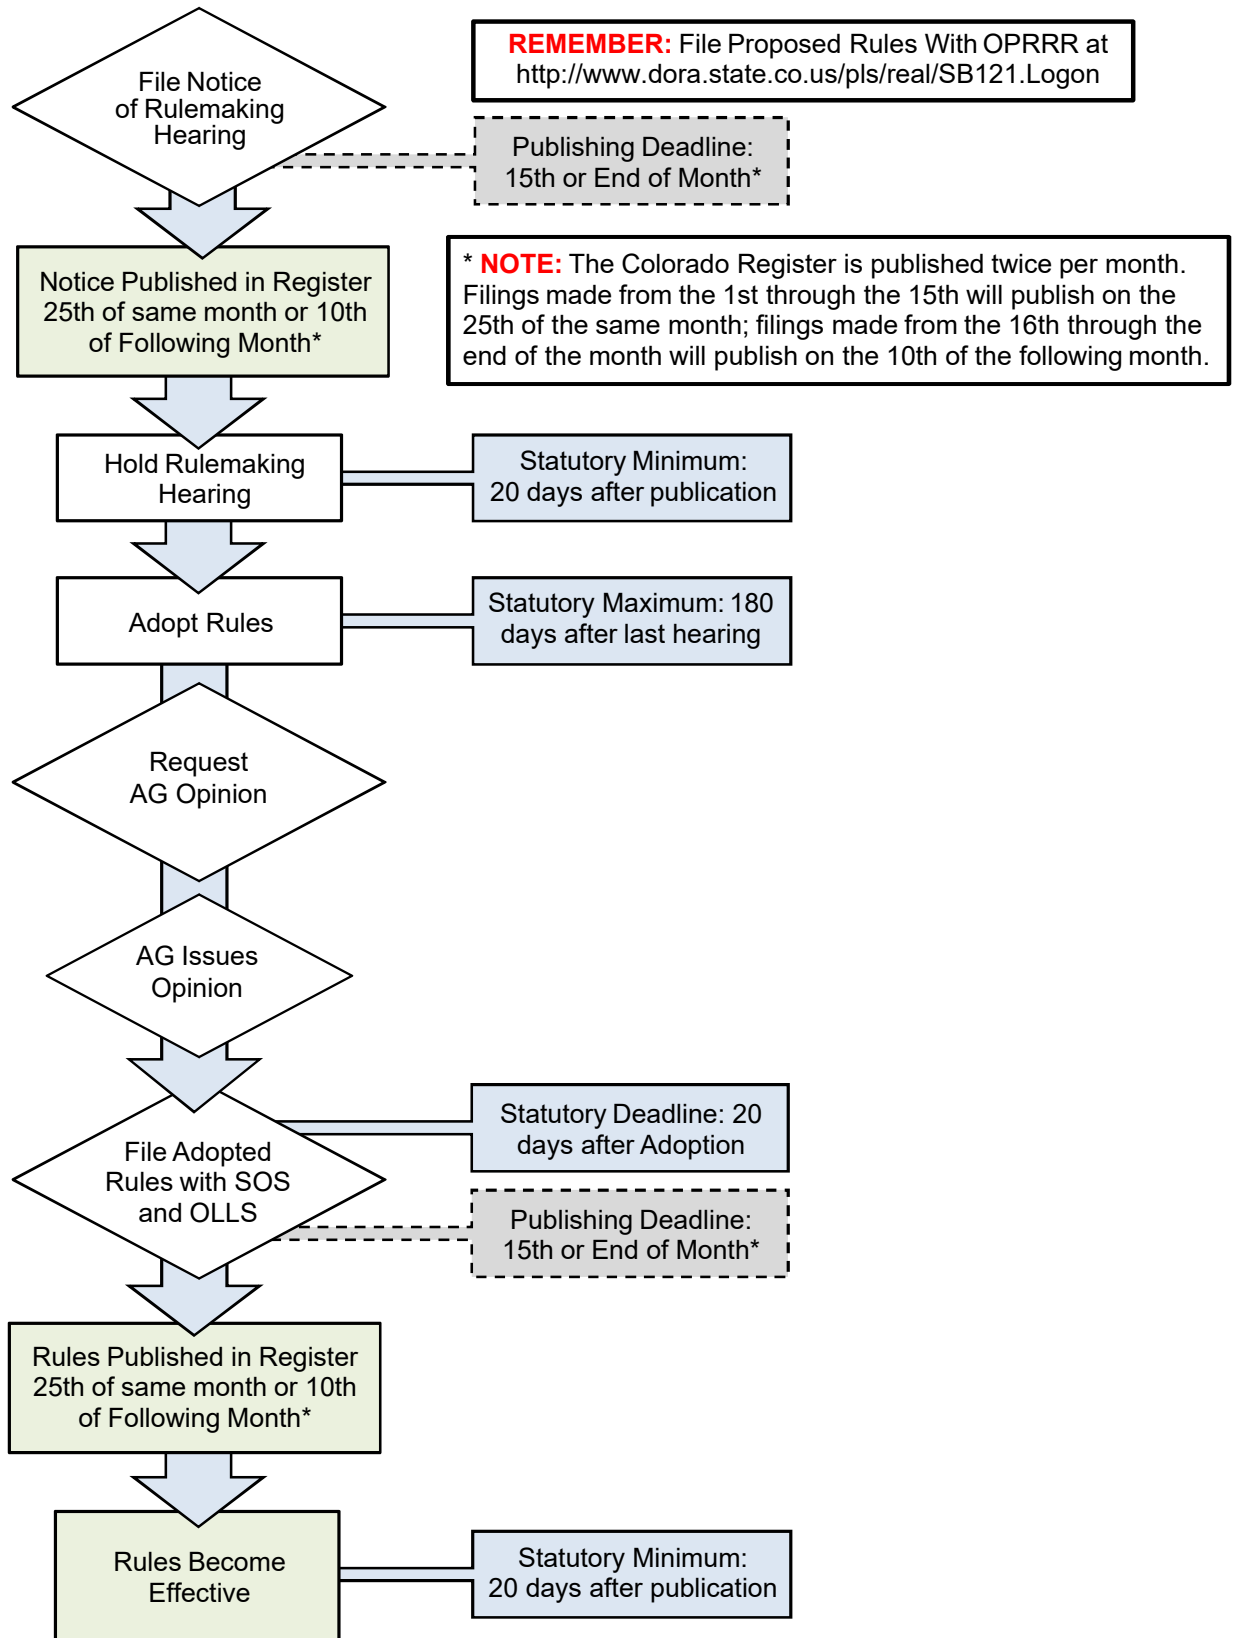 File Notice
of Rulemaking
Hearing
REMEMBER: File Proposed Rules With OPRRR at
http://www.dora.state.co.us/pls/real/SB121.Logon
Publishing Deadline:
15th or End of Month*
Notice Published in Register
25th of same month or 10th
of Following Month*
* NOTE: The Colorado Register is published twice per month.
Filings made from the 1st through the 15th will publish on the
25th of the same month; filings made from the 16th through the
end of the month will publish on the 10th of the following month.
Hold Rulemaking
Hearing
Statutory Minimum:
20 days after publication
Adopt Rules
Statutory Maximum: 180
days after last hearing
Request
AG Opinion
AG Issues
Opinion
File Adopted
Rules with SOS
and OLLS
Statutory Deadline: 20
days after Adoption
Publishing Deadline:
15th or End of Month*
Rules Published in Register
25th of same month or 10th
of Following Month*
Rules Become
Effective
Statutory Minimum:
20 days after publication